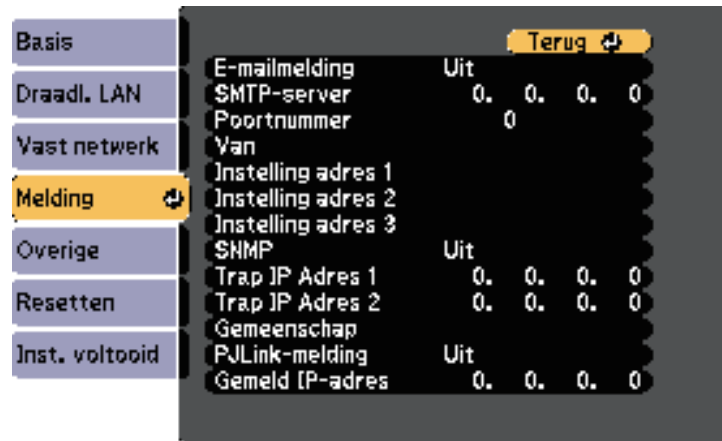 Basis
Draadl. LAN
Vast netwerk
Melding
Overige
Resetten
Inst. voltooid
Terug
E-mailmelding Uit
SMTP-server 0. 0. 0. 0
Poortnummer 0
Van
Instelling adres 1
Instelling adres 2
Instelling adres 3
SNMP Uit
Trap IP Adres 1 0. 0. 0. 0
Trap IP Adres 2 0. 0. 0. 0
Gemeenschap
PJLink-melding Uit
Gemeld IP-adres 0. 0. 0. 0